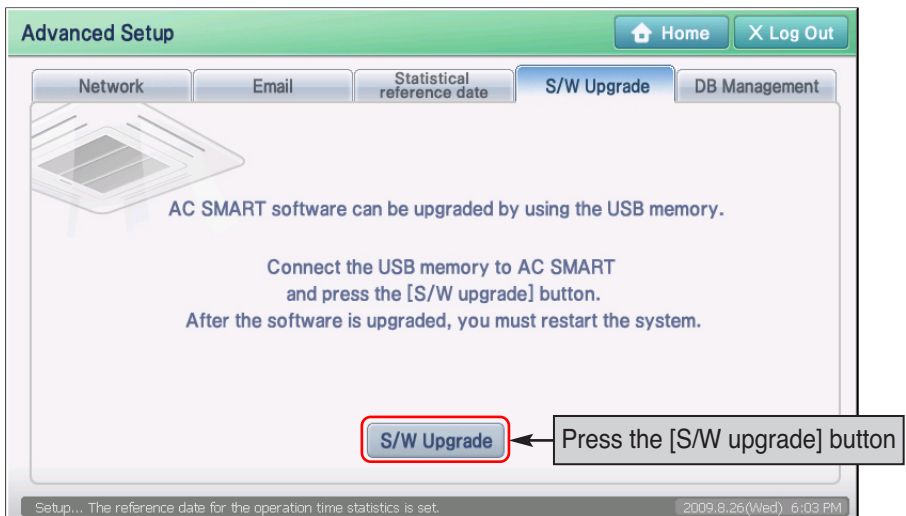 Advanced Setup
Home
X Log Out
Network
Email
Statistical
reference date
S/W Upgrade
DB Management
AC SMART software can be upgraded by using the USB memory.
Connect the USB memory to AC SMART
and press the [S/W upgrade] button.
After the software is upgraded, you must restart the system.
S/W Upgrade
Press the [S/W upgrade] button
Setup... The reference date for the operation time statistics is set.
2009.8.26(Wed) 6:03 PM